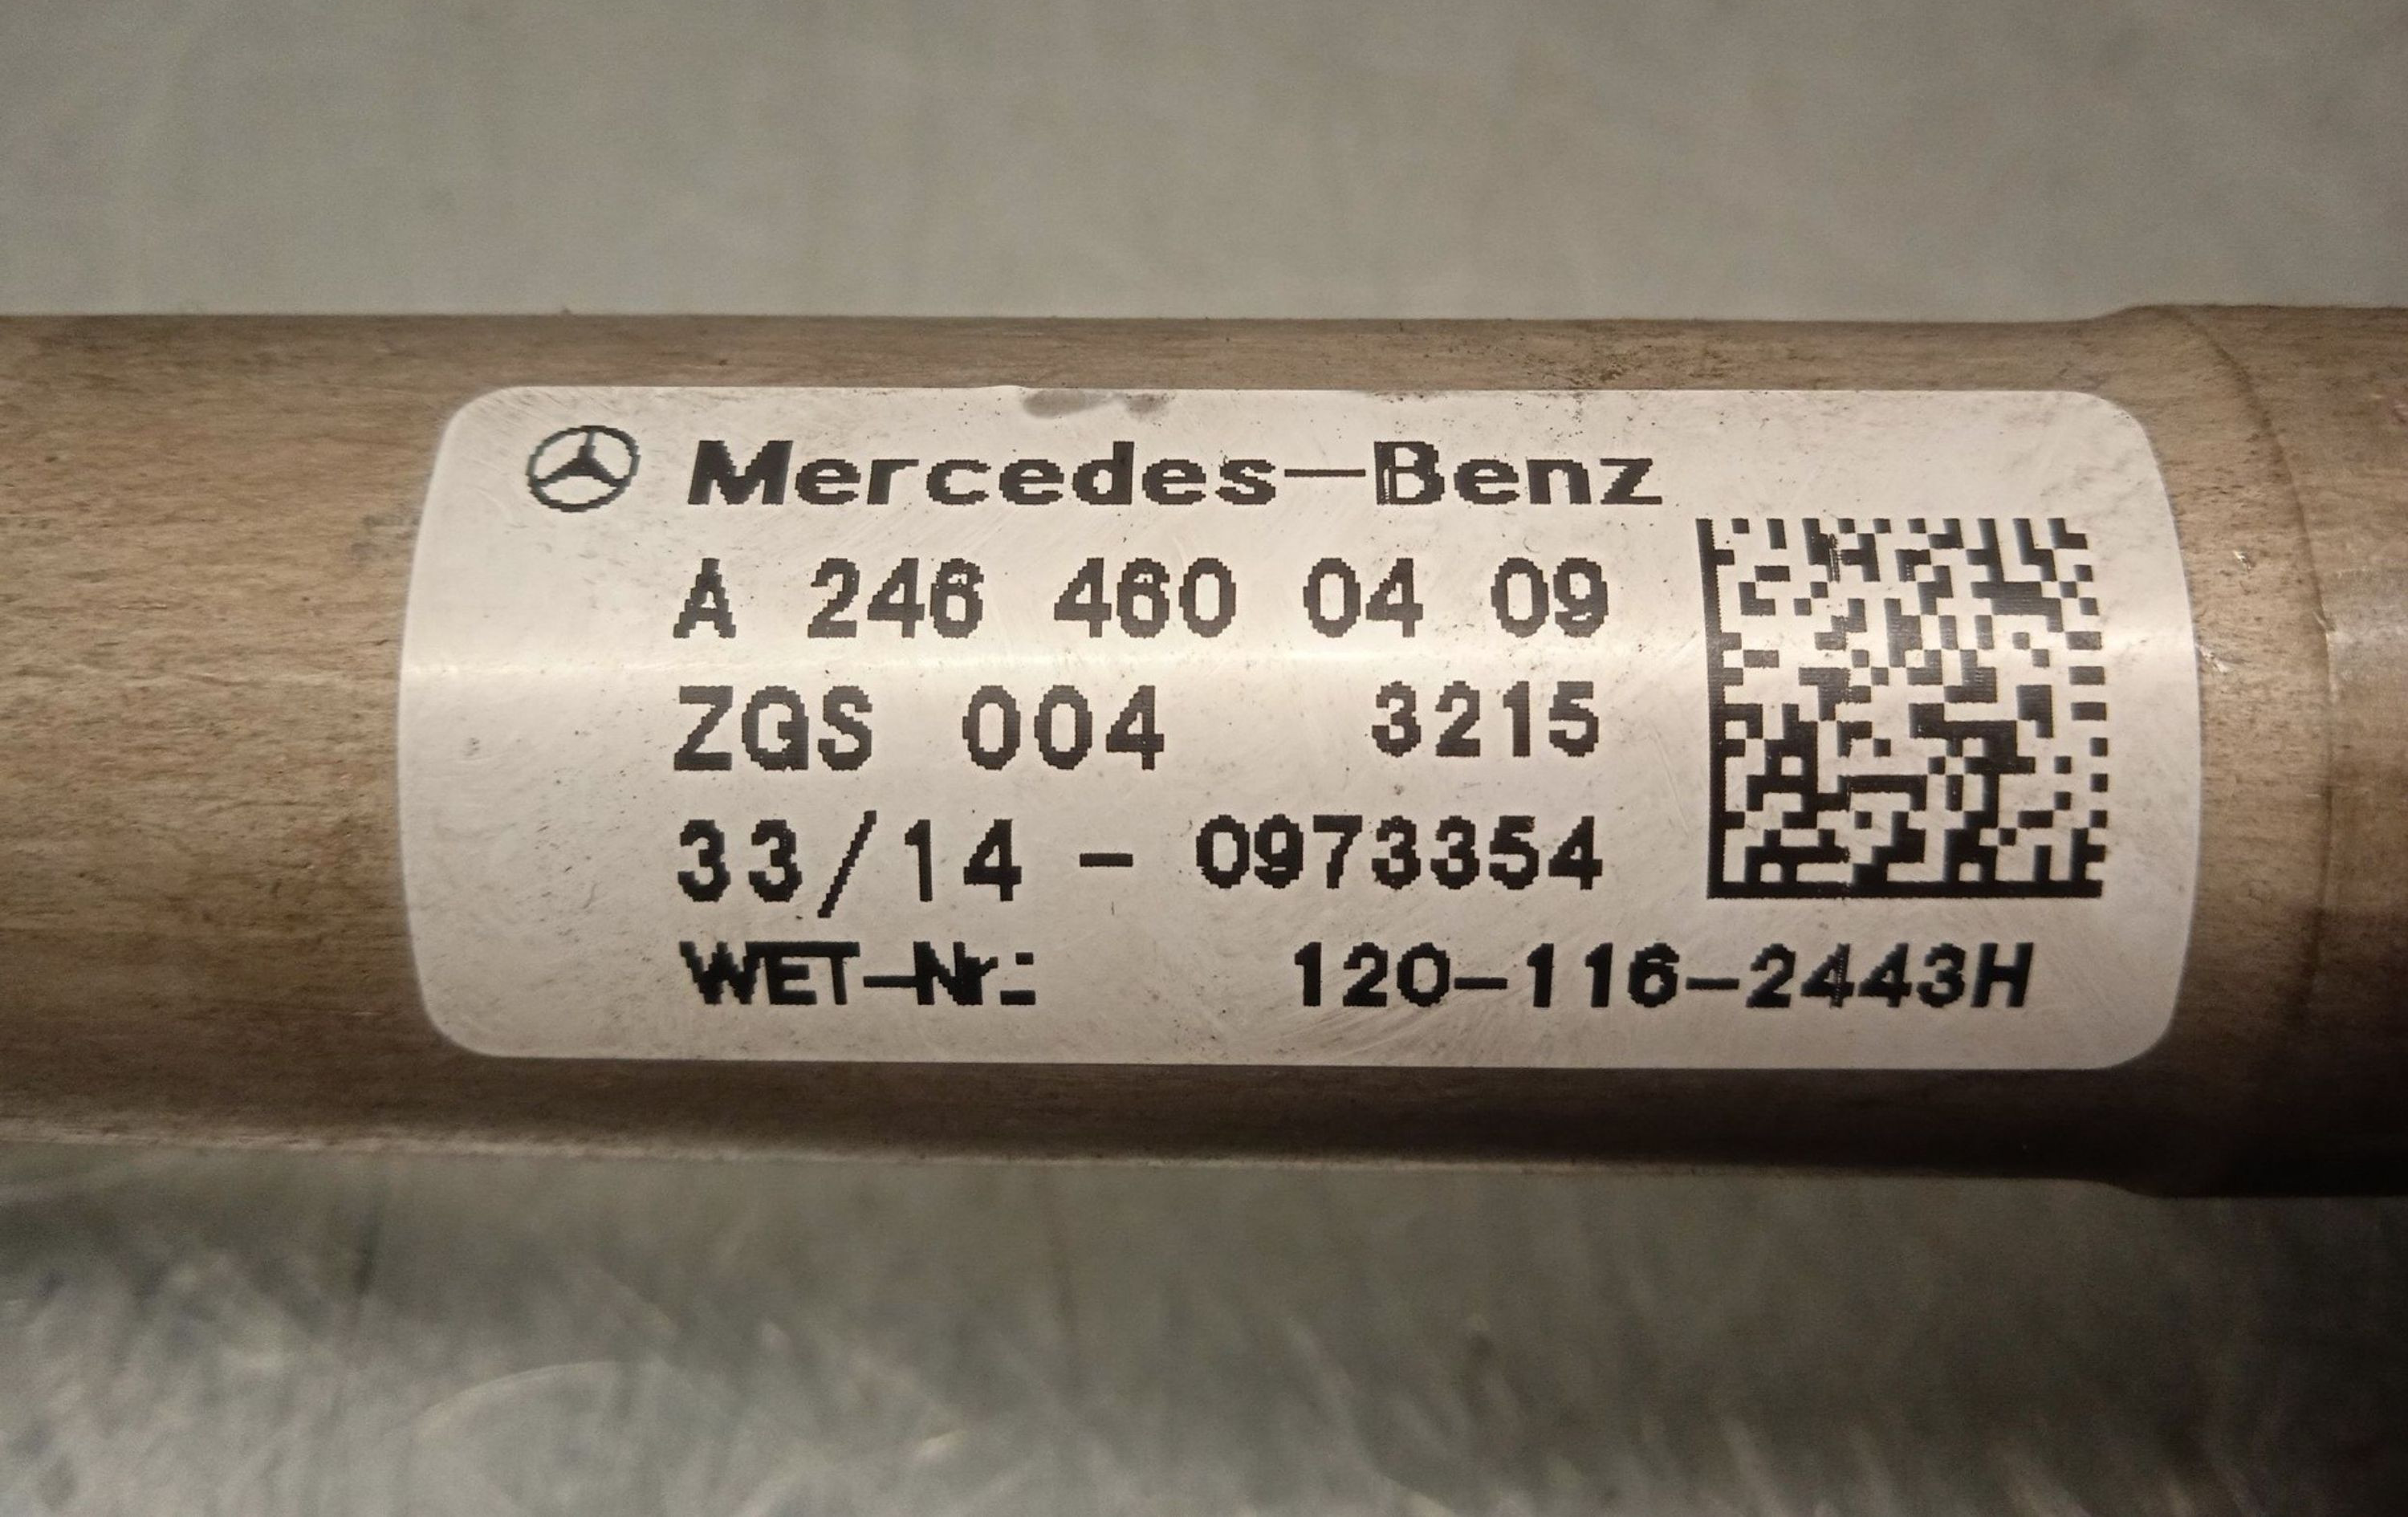 Mercedes-Benz
A 246 460 04 09
ZGS 004 3215
33/14 - 0973354
WET-Nr.: 120-116-2443H